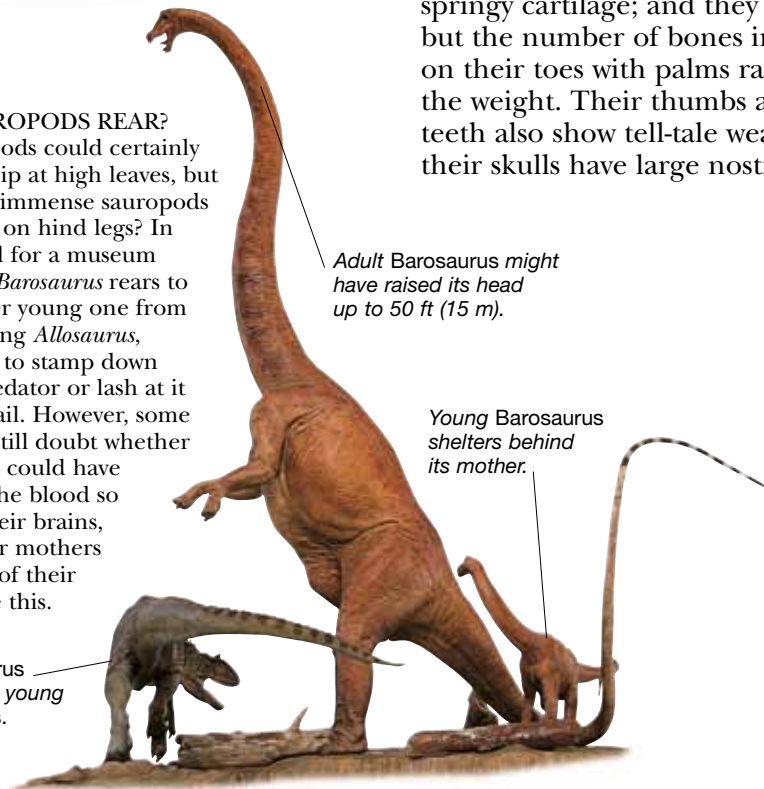 springy cartilage; and they
but the number of bones in
on their toes with palms ra
the weight. Their thumbs a
teeth also show tell-tale wea
their skulls have large nost
ROPODS REAR?
ods could certainly
ip at high leaves, but
immense sauropods
on hind legs? In
l for a museum
Barosaurus rears to
er young one from
ng Allosaurus,
to stamp down
edator or lash at it
ail. However, some
till doubt whether
could have
he blood so
eir brains,
r mothers
of their
this.
Adult Barosaurus might
have raised its head
up to 50 ft (15 m).
Young Barosaurus
shelters behind
its mother.
rus
young
s.